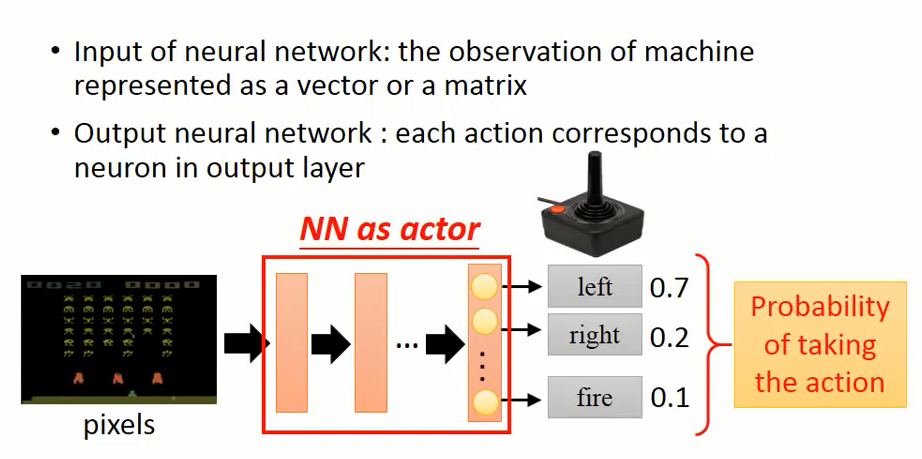 • Input of neural network: the observation of machine
represented as a vector or a matrix
• Output neural network : each action corresponds to a
neuron in output layer
NN as actor
0020 0000
left 0.7
right 0.2
...
fire 0.1
pixels
Probability
of taking
the action